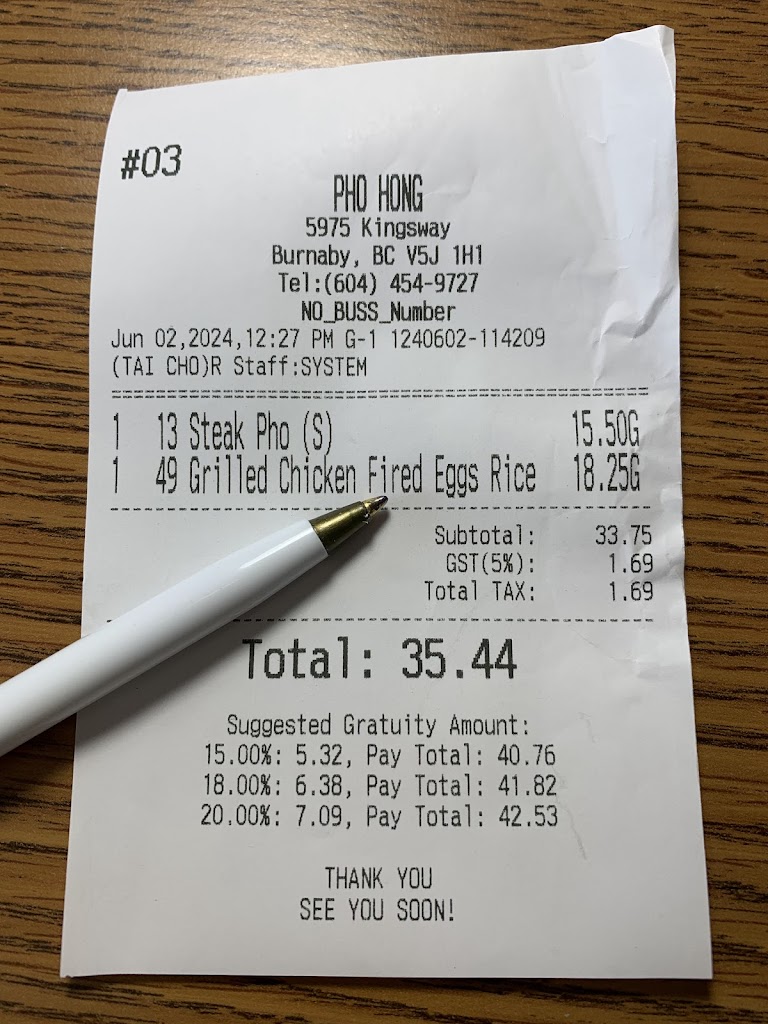 #03
PHO HONG
5975 Kingsway
Burnaby, BC V5J 1H1
Tel:(604) 454-9727
NO_BUSS_Number
Jun 02,2024,12:27 PM G-1 1240602-114209
(TAI CHO)R Staff:SYSTEM
1 13 Steak Pho (S) 15.50G
1 49 Grilled Chicken Fired Eggs Rice 18.25G
Subtotal: 33.75
GST(5%): 1.69
Total TAX: 1.69
Total: 35.44
Suggested Gratuity Amount:
15.00%: 5.32, Pay Total: 40.76
18.00%: 6.38, Pay Total: 41.82
20.00%: 7.09, Pay Total: 42.53
THANK YOU
SEE YOU SOON!